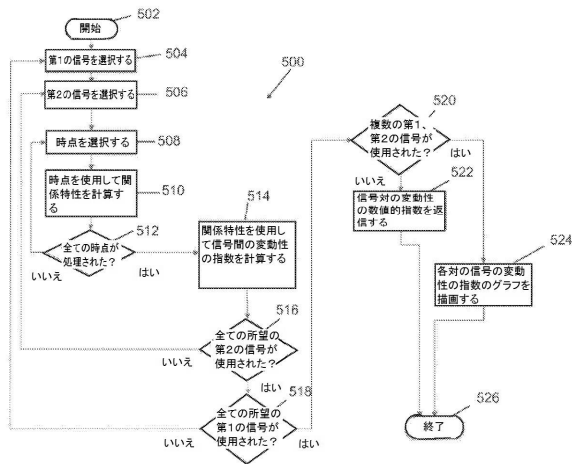 開始
502
第1の信号を選択する
504
第2の信号を選択する
506
500
時点を選択する
508
時点を使用して関
係特性を計算す
る
510
全ての時点が
処理された?
512
いいえ
はい
514
関係特性を使用し
て信号間の変動性
の指数を計算する
全ての所望の
第2の信号が
使用された?
516
いいえ
はい
全ての所望の
第1の信号が
使用された?
518
いいえ
はい
複数の第1、
第2の信号が
使用された?
520
いいえ
はい
522
信号対の変動性
の数値的指数を返
信する
524
各対の信号の変動
性の指数のグラフを
描画する
終了
526